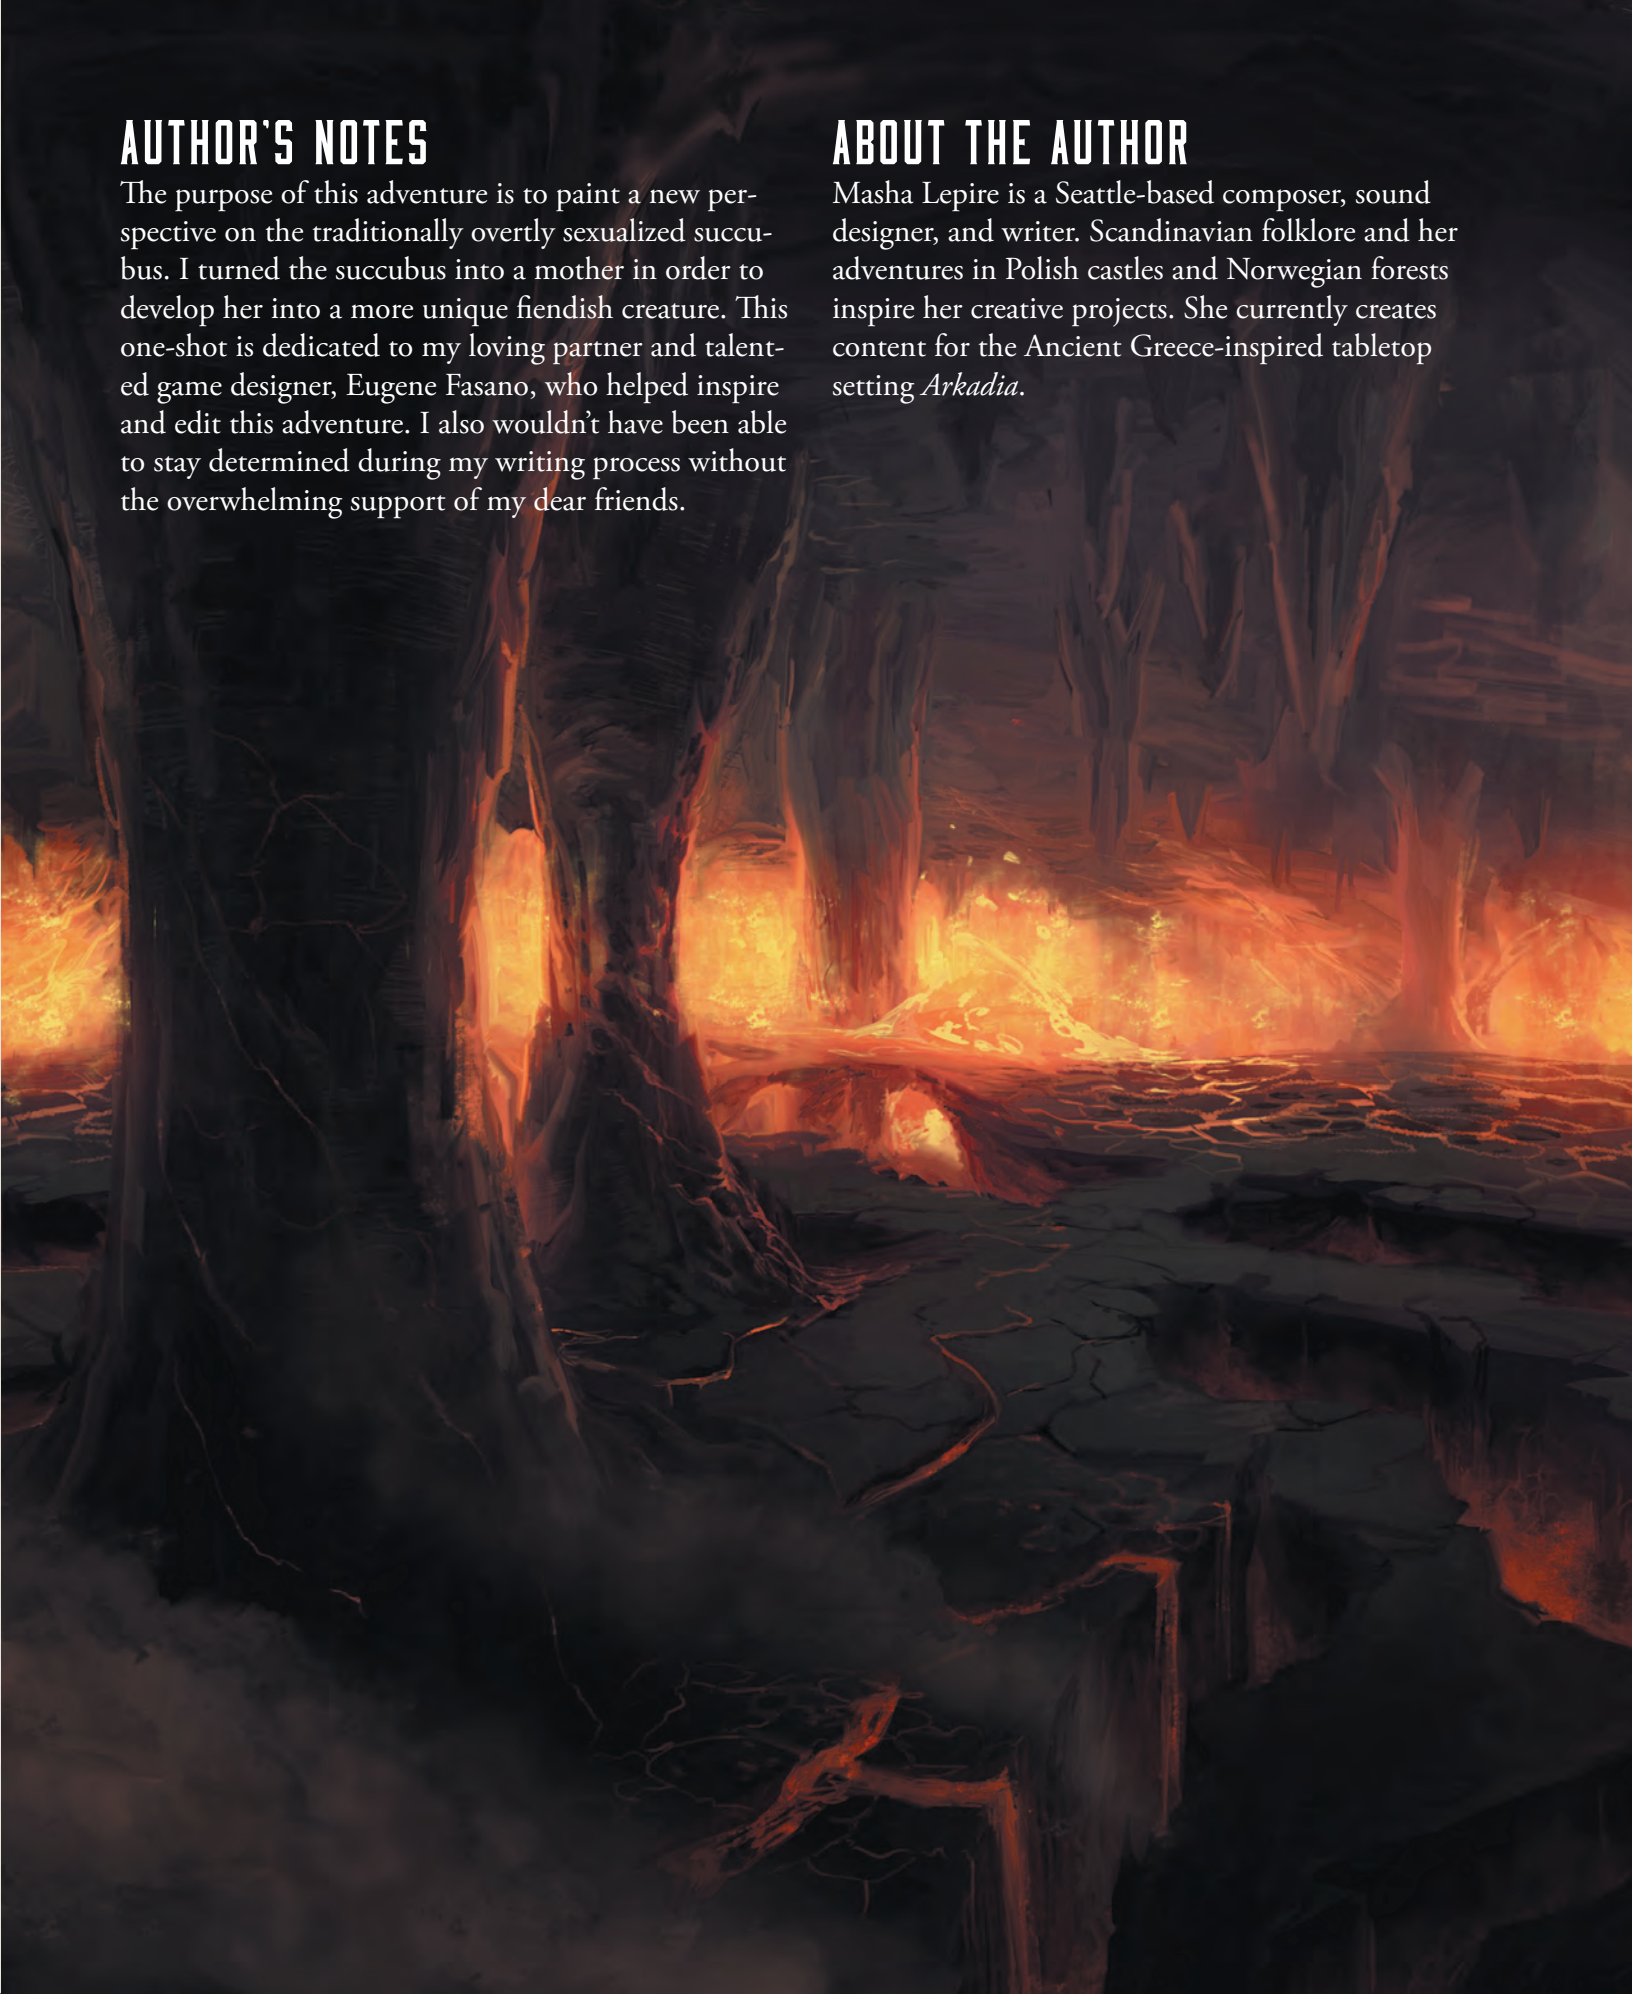 AUTHOR'S NOTES
The purpose of this adventure is to paint a new per-
spective on the traditionally overtly sexualized succu-
bus. I turned the succubus into a mother in order to
develop her into a more unique fiendish creature. This
one-shot is dedicated to my loving partner and talent-
ed game designer, Eugene Fasano, who helped inspire
and edit this adventure. I also wouldn’t have been able
to stay determined during my writing process without
the overwhelming support of my dear friends.
ABOUT THE AUTHOR
Masha Lepire is a Seattle-based composer, sound
designer, and writer. Scandinavian folklore and her
adventures in Polish castles and Norwegian forests
inspire her creative projects. She currently creates
content for the Ancient Greece-inspired tabletop
setting Arkadia.